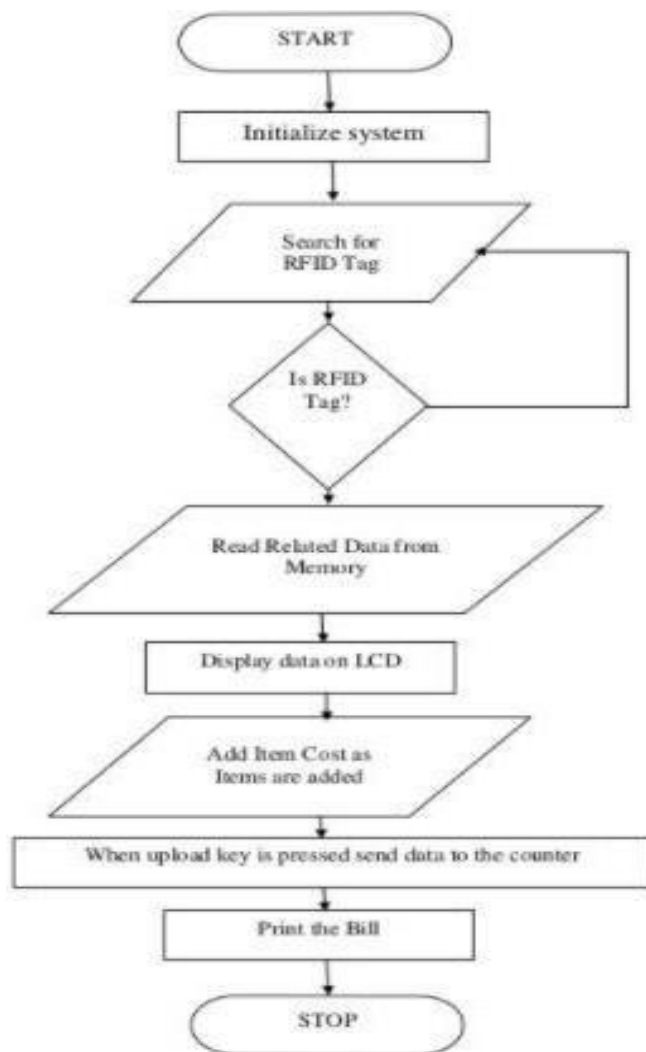 START
Initialize system
Search for
RFID Tag
Is RFID
Tag?
Read Related Data from
Memory
Display data on LCD
Add Item Cost as
Items are added
When upload key is pressed send data to the counter
Print the Bill
STOP